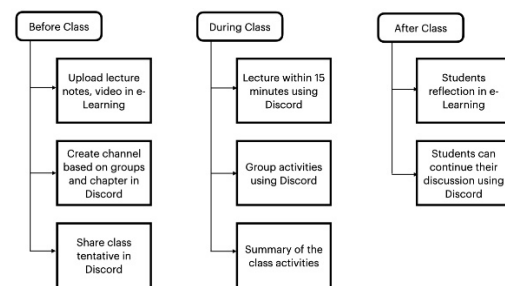 Before Class
Upload lecture
notes, video in e-
Learning
Create channel
based on groups
and chapter in
Discord
Share class
tentative in
Discord
During Class
Lecture within 15
minutes using
Discord
Group activities
using Discord
Summary of the
class activities
After Class
Students
reflection in e-
Learning
Students can
continue their
discussion using
Discord